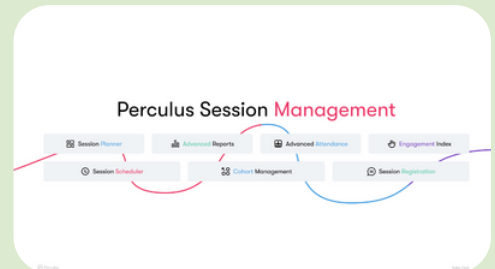 Perculus Session Management
Session Planner
Advanced Reports
Advanced Attendance
Engagement Index
Session Scheduler
Cohort Management
Session Registration